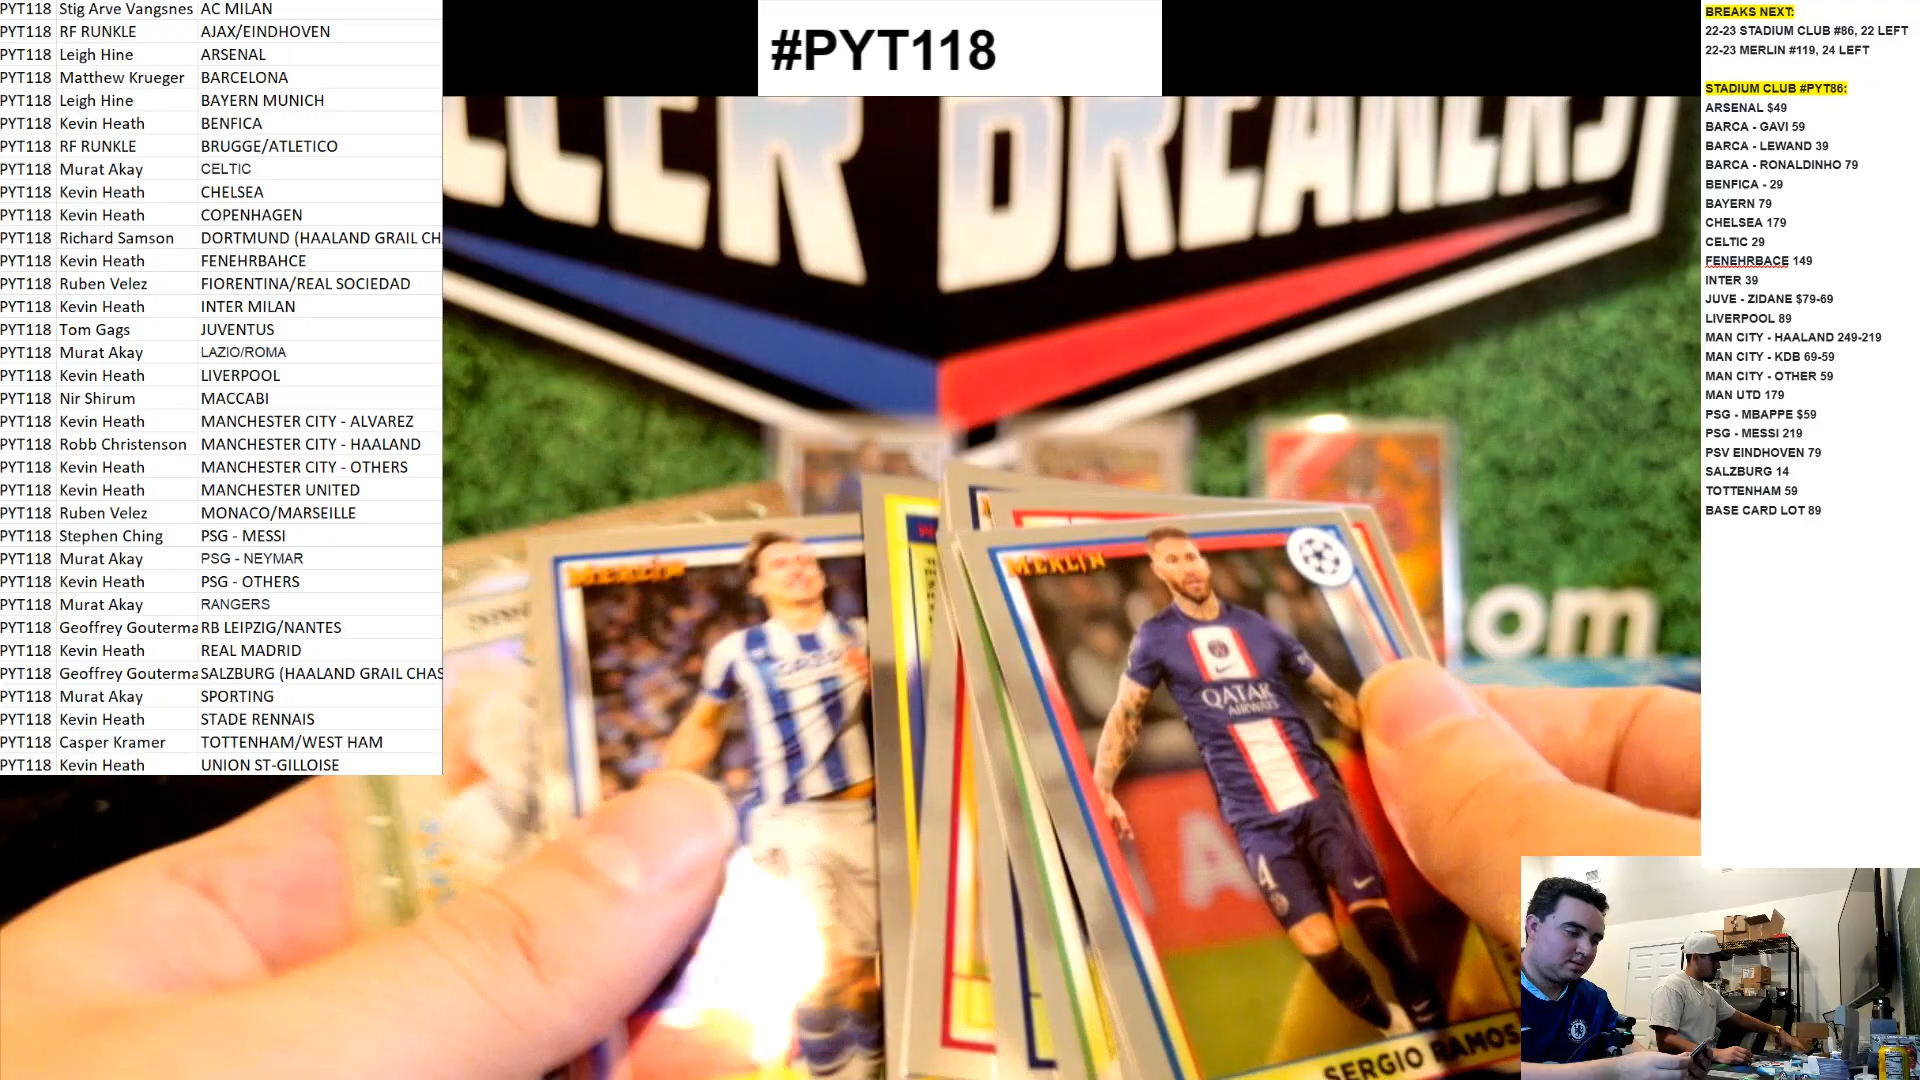 PYT118 Stig Arve Vangsnes AC MILAN
PYT118 RF RUNKLE AJAX/EINDHOVEN
PYT118 Leigh Hine ARSENAL
PYT118 Matthew Krueger BARCELONA
PYT118 Leigh Hine BAYERN MUNICH
PYT118 Kevin Heath BENFICA
PYT118 RF RUNKLE BRUGGE/ATLETICO
PYT118 Murat Akay CELTIC
PYT118 Kevin Heath CHELSEA
PYT118 Kevin Heath COPENHAGEN
PYT118 Richard Samson DORTMUND (HAALAND GRAIL CH
PYT118 Kevin Heath FENEHRBAHCE
PYT118 Ruben Velez FIORENTINA/REAL SOCIEDAD
PYT118 Kevin Heath INTER MILAN
PYT118 Tom Gags JUVENTUS
PYT118 Murat Akay LAZIO/ROMA
PYT118 Kevin Heath LIVERPOOL
PYT118 Nir Shirum MACCABI
PYT118 Kevin Heath MANCHESTER CITY - ALVAREZ
PYT118 Robb Christenson MANCHESTER CITY - HAALAND
PYT118 Kevin Heath MANCHESTER CITY - OTHERS
PYT118 Kevin Heath MANCHESTER UNITED
PYT118 Ruben Velez MONACO/MARSEILLE
PYT118 Stephen Ching PSG - MESSI
PYT118 Murat Akay PSG - NEYMAR
PYT118 Kevin Heath PSG - OTHERS
PYT118 Murat Akay RANGERS
PYT118 Geoffrey Gouterma RB LEIPZIG/NANTES
PYT118 Kevin Heath REAL MADRID
PYT118 Geoffrey Gouterma SALZBURG (HAALAND GRAIL CHAS
PYT118 Murat Akay SPORTING
PYT118 Kevin Heath STADE RENNAIS
PYT118 Casper Kramer TOTTENHAM/WEST HAM
PYT118 Kevin Heath UNION ST-GILLOISE
#PYT118
CCER BREAKERS
om
MERLIN
MERLIN
QATAR
AIRWAYS
4
SERGIO RAMOS
BREAKS NEXT:
22-23 STADIUM CLUB #86, 22 LEFT
22-23 MERLIN #119, 24 LEFT
STADIUM CLUB #PYT86:
ARSENAL $49
BARCA - GAVI 59
BARCA - LEWAND 39
BARCA - RONALDINHO 79
BENFICA - 29
BAYERN 79
CHELSEA 179
CELTIC 29
FENEHRBACE 149
INTER 39
JUVE - ZIDANE $79-69
LIVERPOOL 89
MAN CITY - HAALAND 249-219
MAN CITY - KDB 69-59
MAN CITY - OTHER 59
MAN UTD 179
PSG - MBAPPE $59
PSG - MESSI 219
PSV EINDHOVEN 79
SALZBURG 14
TOTTENHAM 59
BASE CARD LOT 89